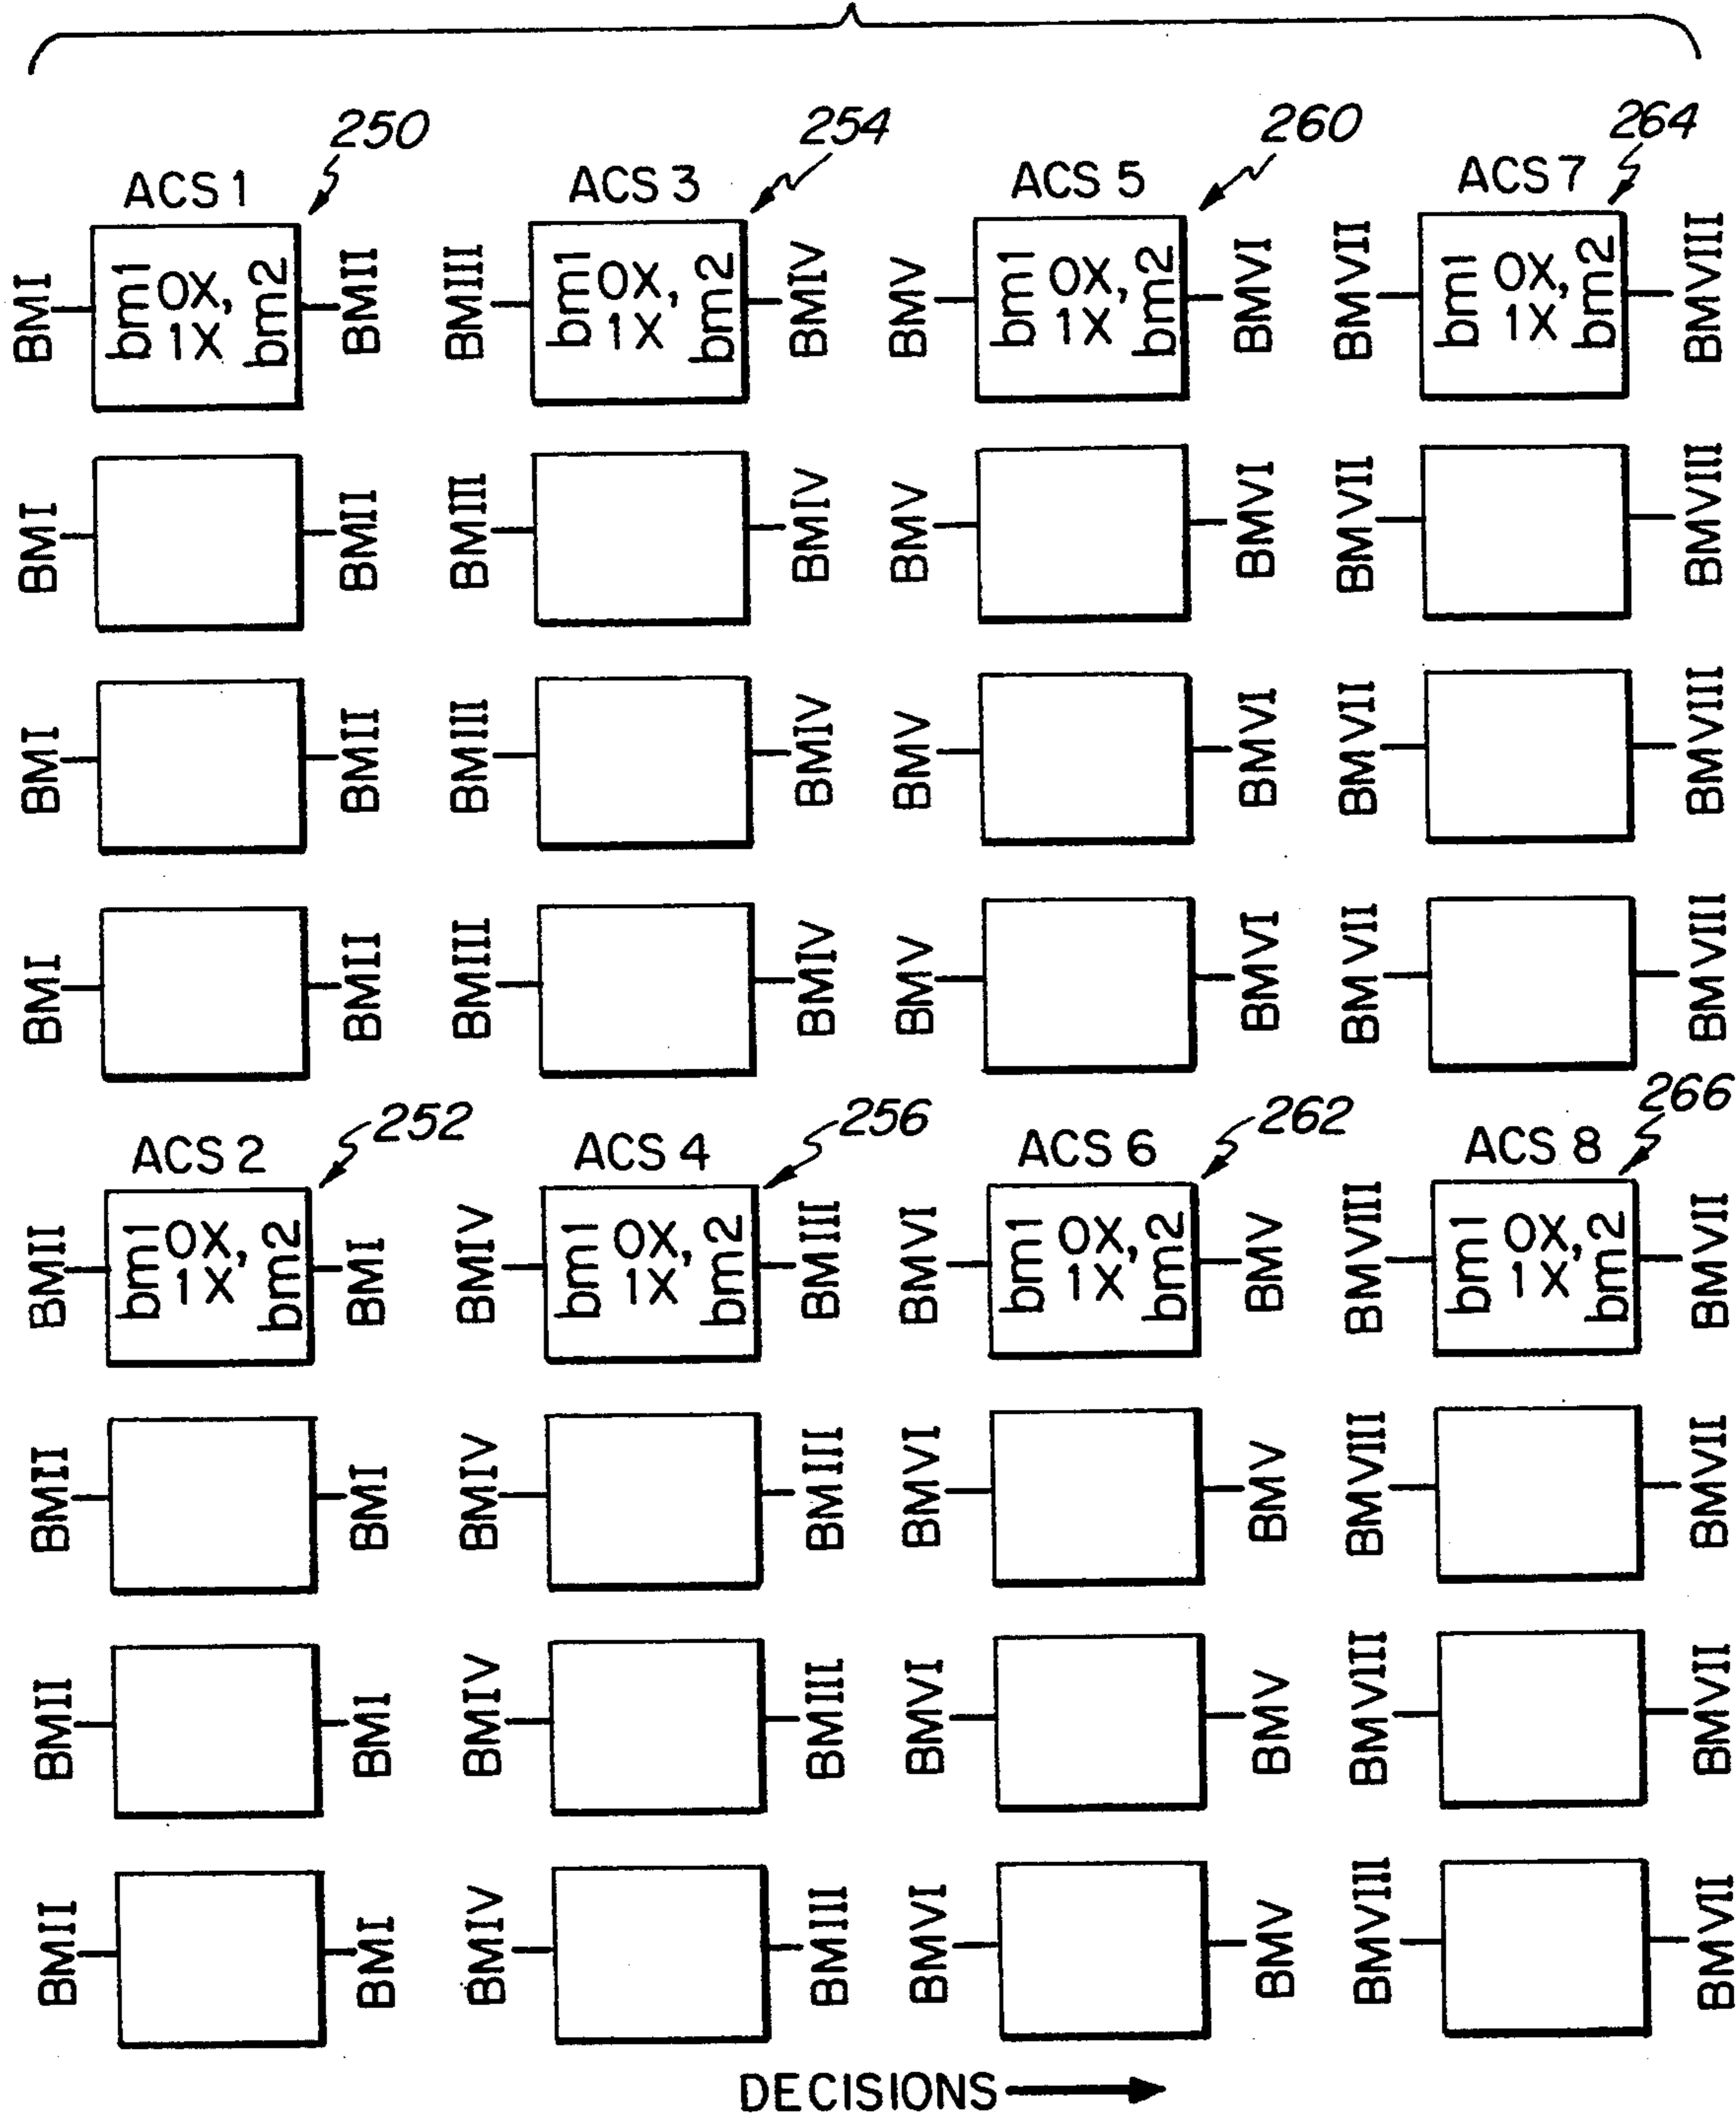 250 254 260 264
ACS 1 ACS 3 ACS 5 ACS 7
BMI bm1 0X, 1X bm2 BMII BMIII bm1 0X, 1X bm2 BMIV BMV bm1 0X, 1X bm2 BMVI BMVII bm1 0X, 1X bm2 BMVIII
BMI BMII BMIII BMIV BMV BMVI BMVII BMVIII
BMI BMII BMIII BMIV BMV BMVI BMVII BMVIII
BMI BMII BMIII BMIV BMV BMVI BMVII BMVIII
252 256 262 266
ACS 2 ACS 4 ACS 6 ACS 8
BMII bm1 0X, 1X bm2 BMI BMIV bm1 0X, 1X bm2 BMIII BMVI bm1 0X, 1X bm2 BMV BMVIII bm1 0X, 1X bm2 BMVII
BMII BMI BMIV BMIII BMVI BMV BMVIII BMVII
BMII BMI BMIV BMIII BMVI BMV BMVIII BMVII
BMII BMI BMIV BMIII BMVI BMV BMVIII BMVII
DECISIONS